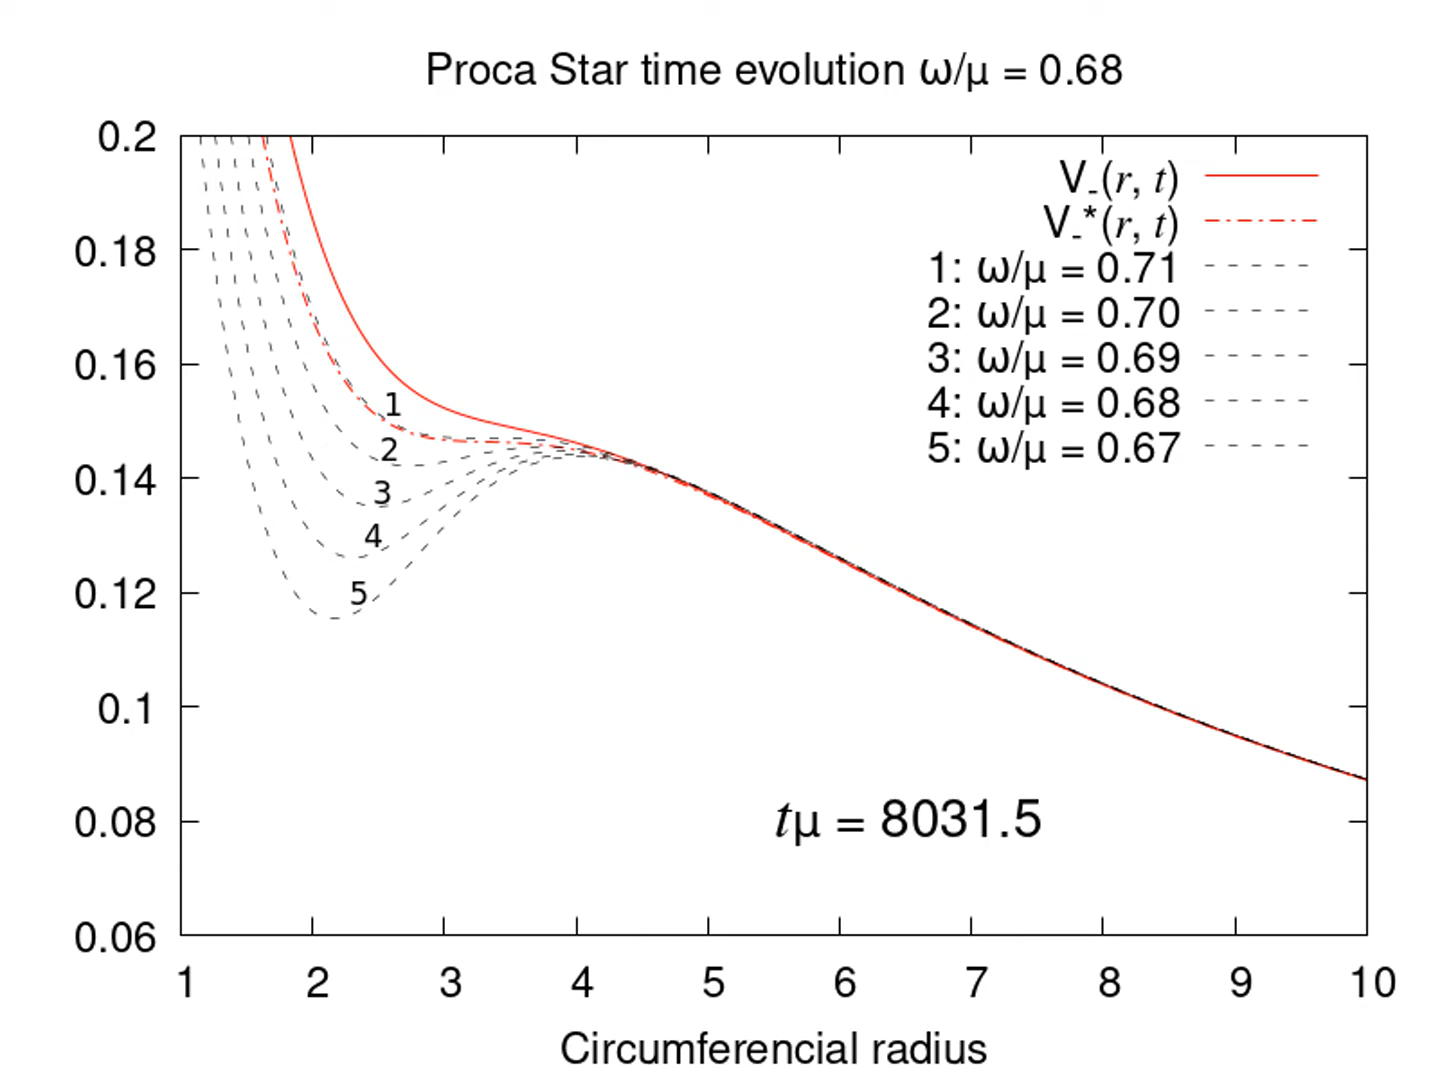 Proca Star time evolution ω/μ = 0.68
V_-(r, t)
V_-*(r, t)
1: ω/μ = 0.71
2: ω/μ = 0.70
3: ω/μ = 0.69
4: ω/μ = 0.68
5: ω/μ = 0.67
0.2
0.18
0.16
0.14
0.12
0.1
0.08
0.06
1
2
3
4
5
tμ = 8031.5
1 2 3 4 5 6 7 8 9 10
Circumferencial radius